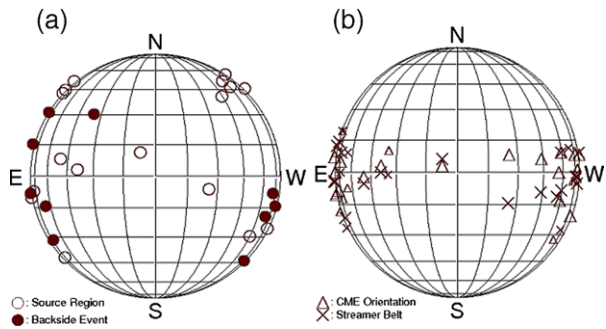 (a)
N
E
W
S
○: Source Region
●: Backside Event
(b)
N
E
W
S
△: CME Orientation
✕: Streamer Belt